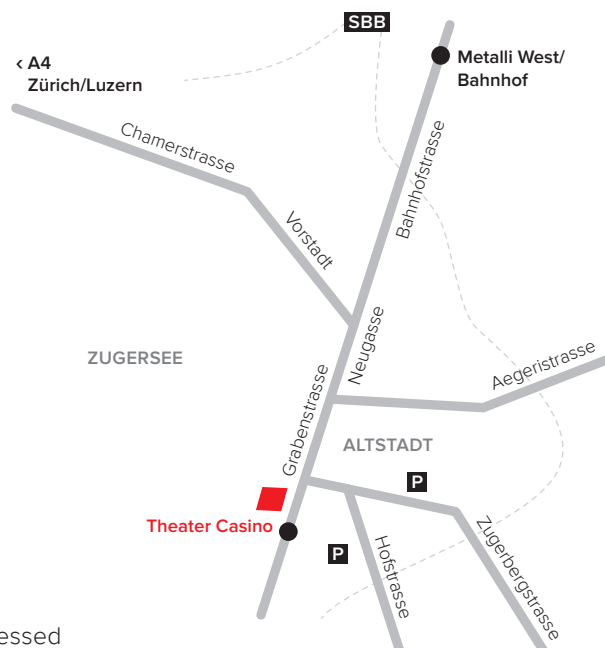 SBB
‹ A4
Zürich/Luzern
Metalli West/
Bahnhof
Chamerstrasse
Bahnhofstrasse
Vorstadt
Neugasse
ZUGERSEE
Aegeristrasse
Grabenstrasse
ALTSTADT
P
Theater Casino
P
Hofstrasse
Zugerbergstrasse
essed